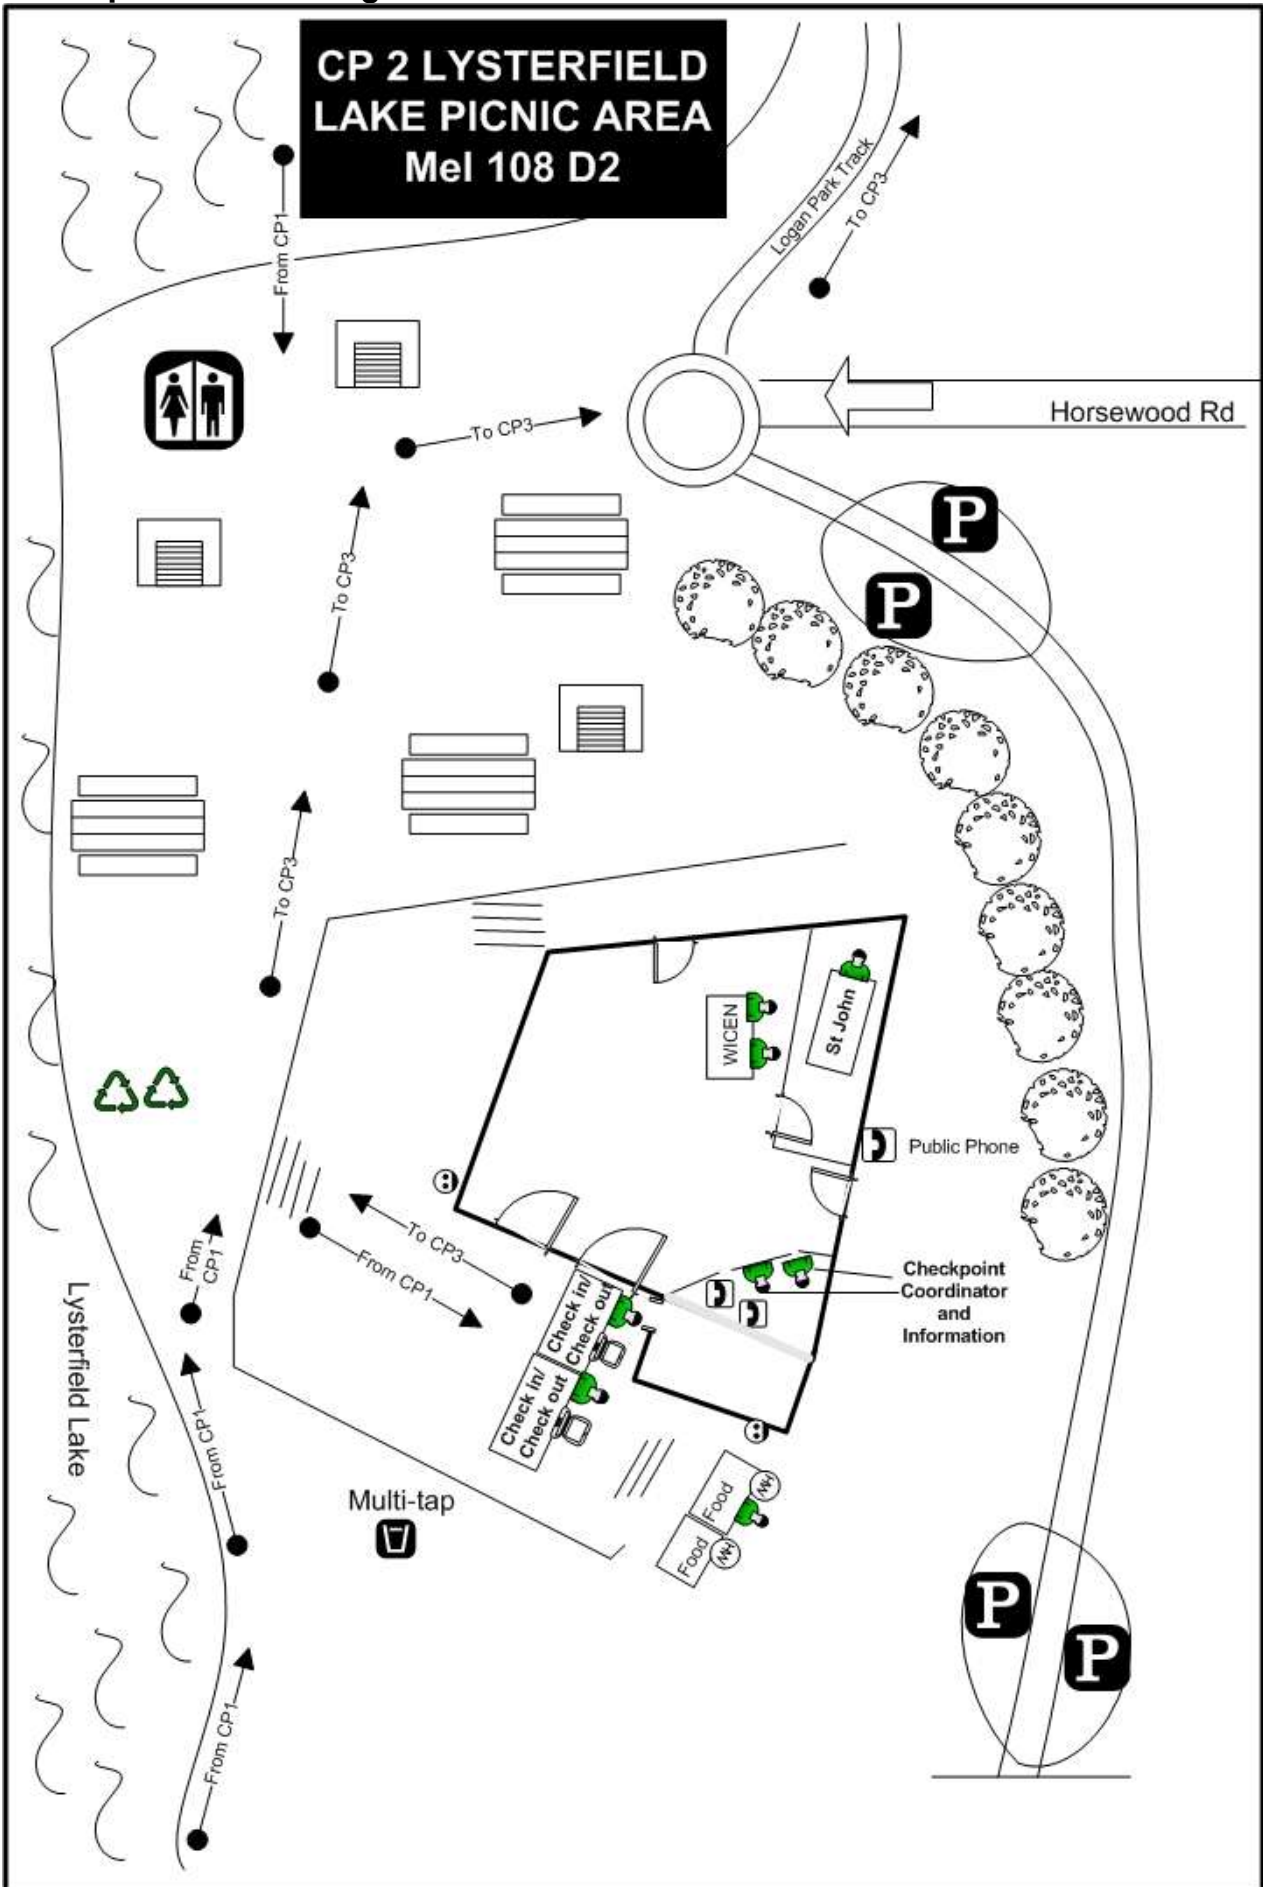 CP 2 LYSTERFIELD
LAKE PICNIC AREA
Mel 108 D2
From CP1
Logan Park Track
To CP3
Horsewood Rd
To CP3
P
To CP3
P
To CP3
WICEN
St John
Public Phone
To CP3
From CP1
From
CP1
Check in/
Check out
Checkpoint
Coordinator
and
Information
Lysterfield Lake
From CP1
Check in/
Check out
Multi-tap
Food
HW
Food
HW
P
P
From CP1